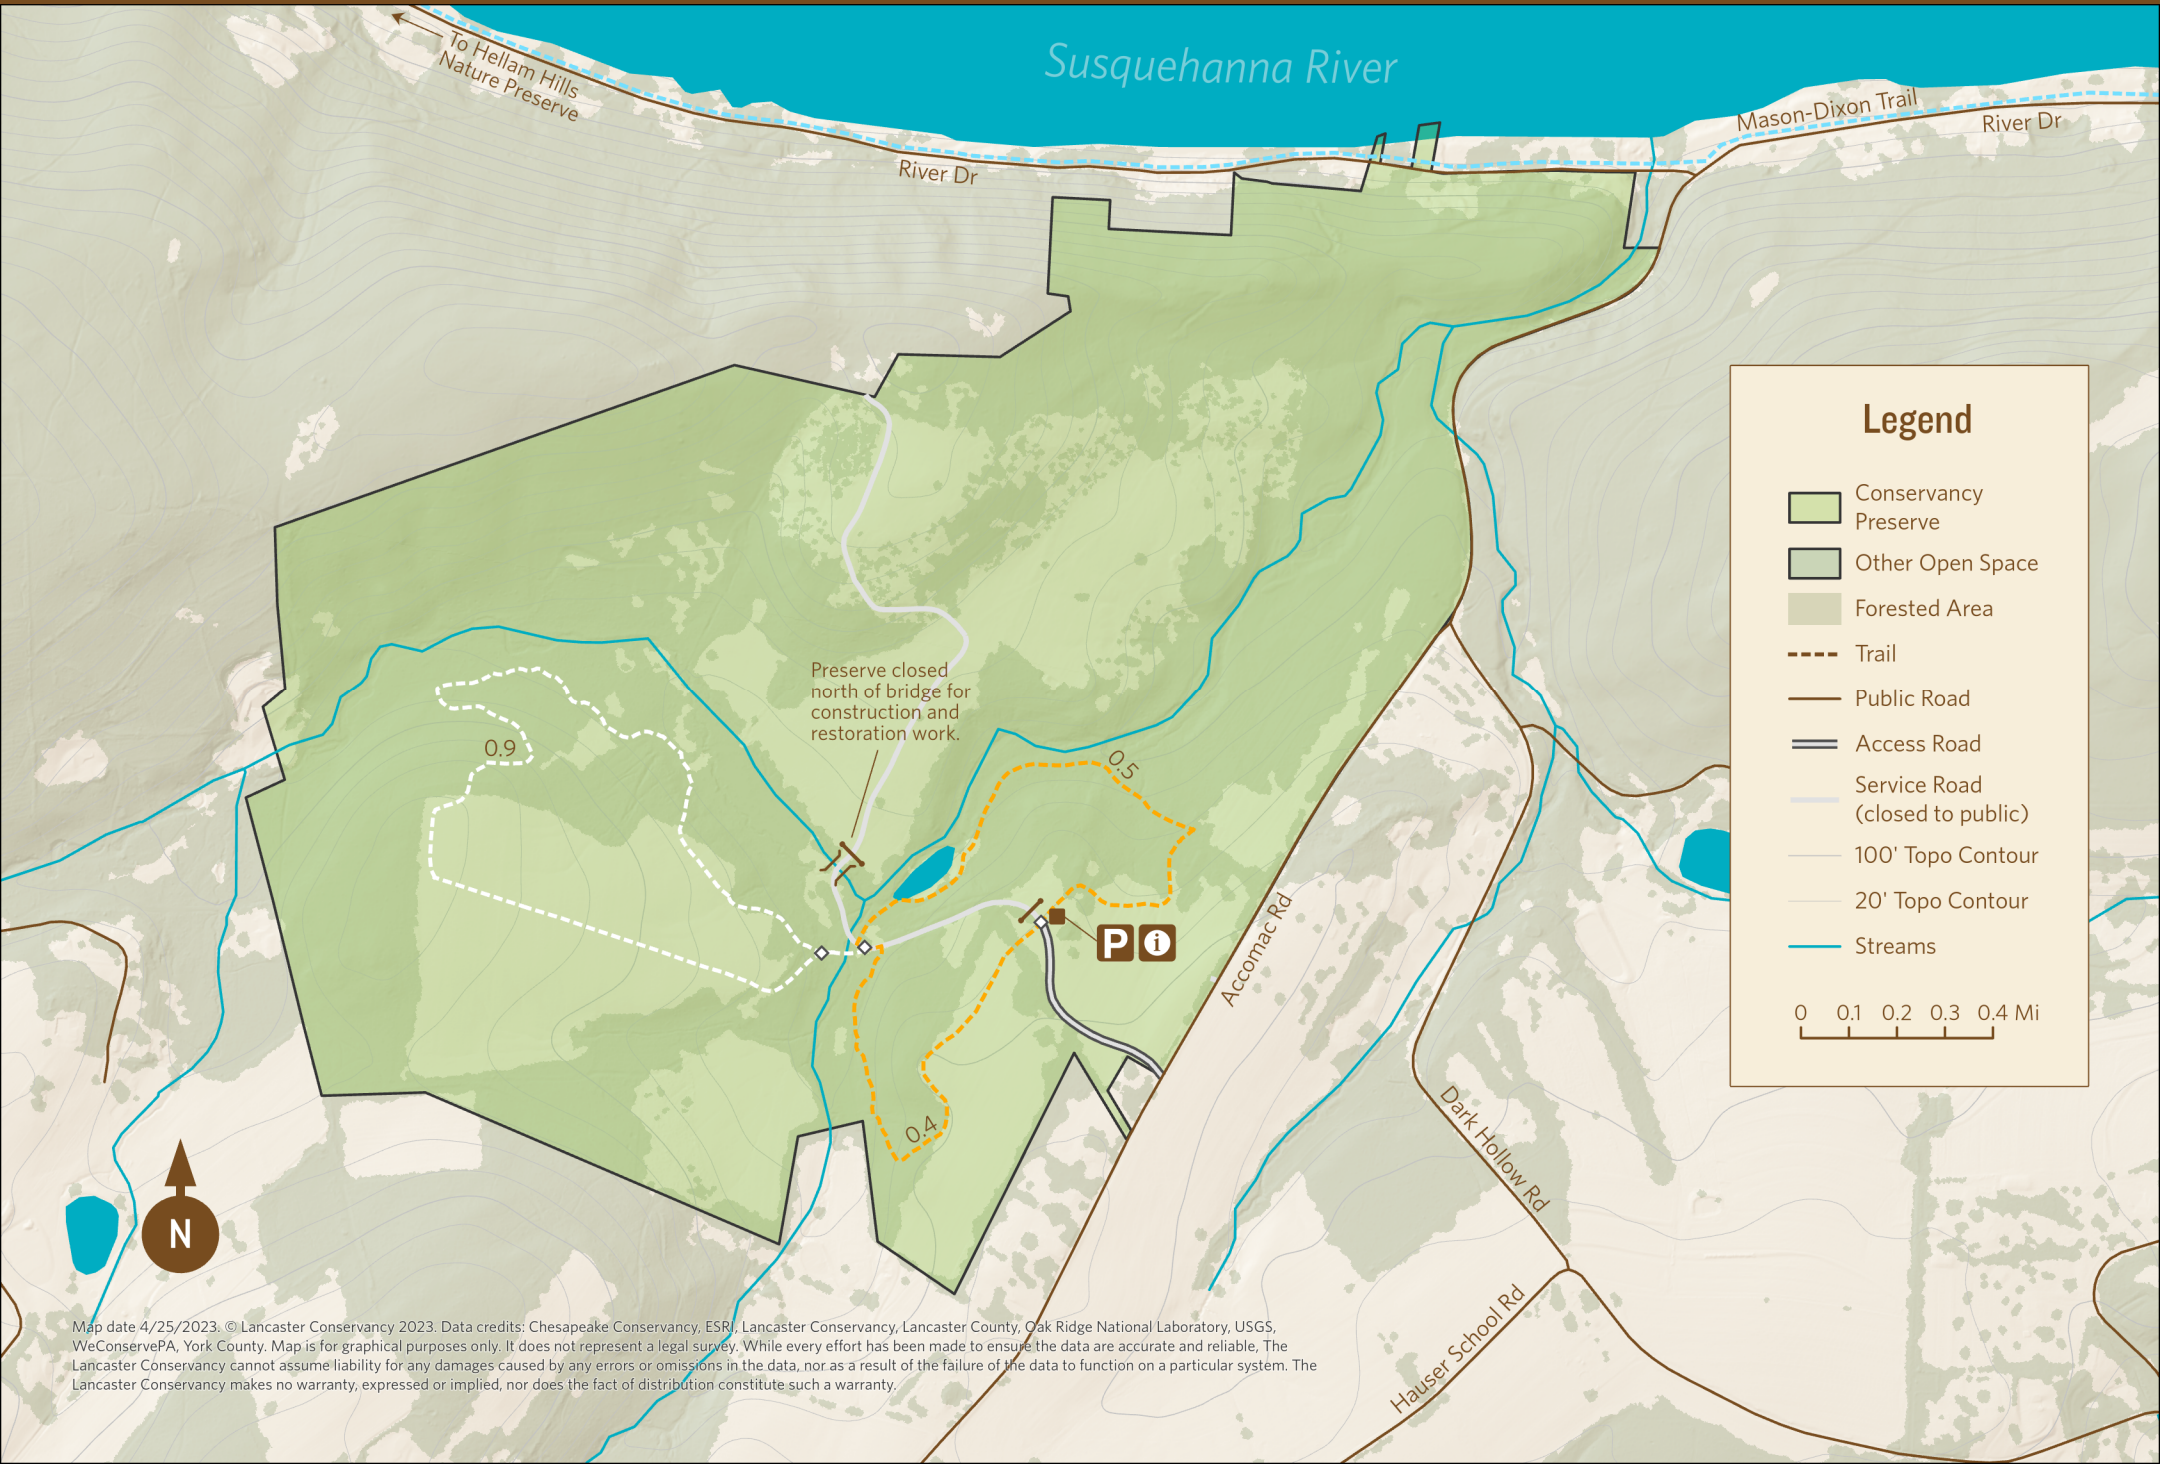 Susquehanna River
To Hellam Hills
Nature Preserve
River Dr
Mason-Dixon Trail
River Dr
Preserve closed
north of bridge for
construction and
restoration work.
0.9
0.5
0.4
P i
Accomac Rd
Dark Hollow Rd
Hauser School Rd
Legend
Conservancy
Preserve
Other Open Space
Forested Area
Trail
Public Road
Access Road
Service Road
(closed to public)
100' Topo Contour
20' Topo Contour
Streams
0 0.1 0.2 0.3 0.4 Mi
N
Map date 4/25/2023. © Lancaster Conservancy 2023. Data credits: Chesapeake Conservancy, ESRI, Lancaster Conservancy, Lancaster County, Oak Ridge National Laboratory, USGS,
WeConservePA, York County. Map is for graphical purposes only. It does not represent a legal survey. While every effort has been made to ensure the data are accurate and reliable, The
Lancaster Conservancy cannot assume liability for any damages caused by any errors or omissions in the data, nor as a result of the failure of the data to function on a particular system. The
Lancaster Conservancy makes no warranty, expressed or implied, nor does the fact of distribution constitute such a warranty.